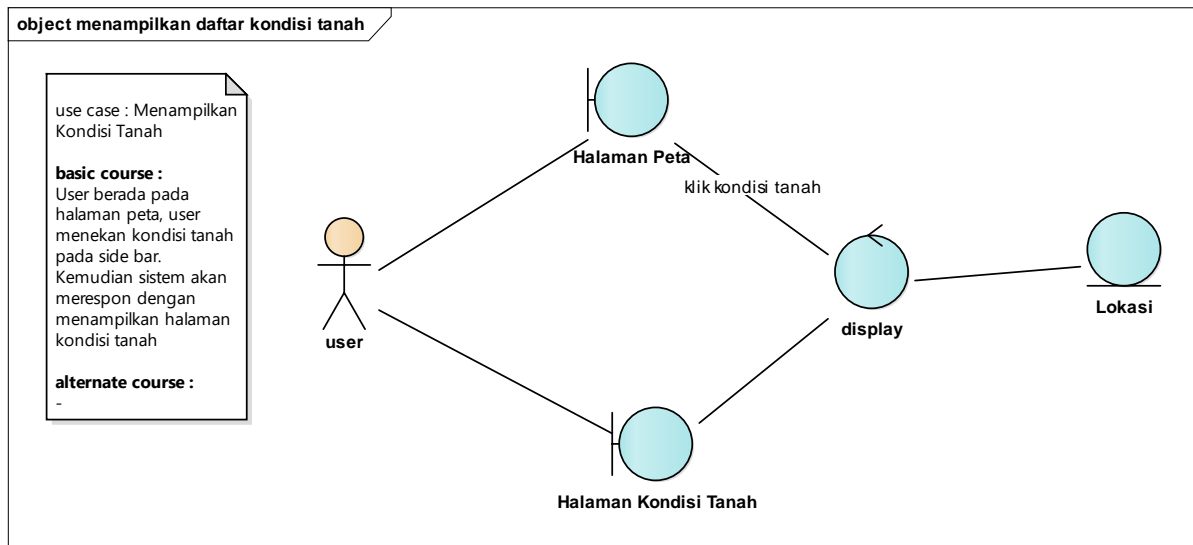 object menampilkan daftar kondisi tanah
use case : Menampilkan
Kondisi Tanah
basic course :
User berada pada
halaman peta, user
menekan kondisi tanah
pada side bar.
Kemudian sistem akan
merespon dengan
menampilkan halaman
kondisi tanah
alternate course :
-
user
Halaman Peta
klik kondisi tanah
display
Lokasi
Halaman Kondisi Tanah